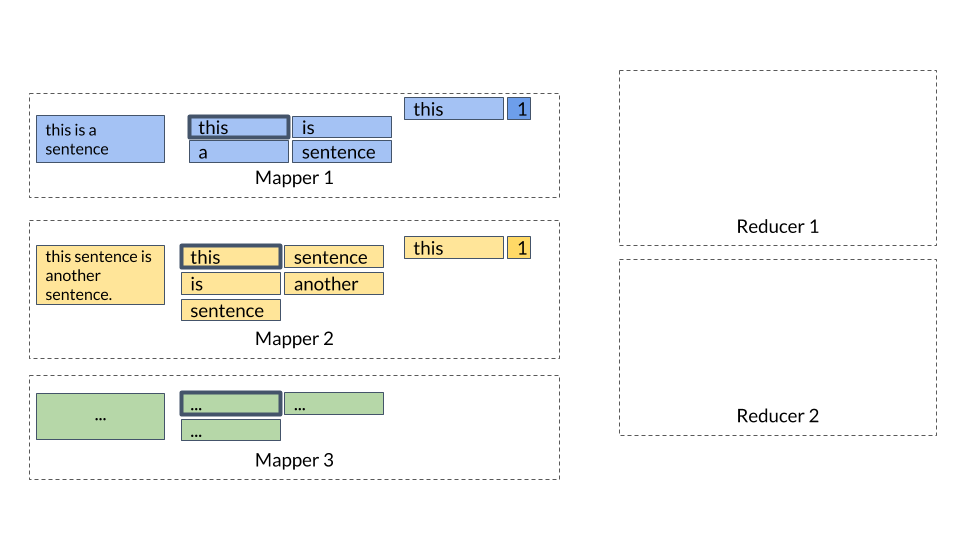 this is a
sentence
this
is
a
sentence
this
1
Mapper 1
this sentence is
another
sentence.
this
sentence
is
another
sentence
this
1
Mapper 2
...
...
...
...
Mapper 3
Reducer 1
Reducer 2